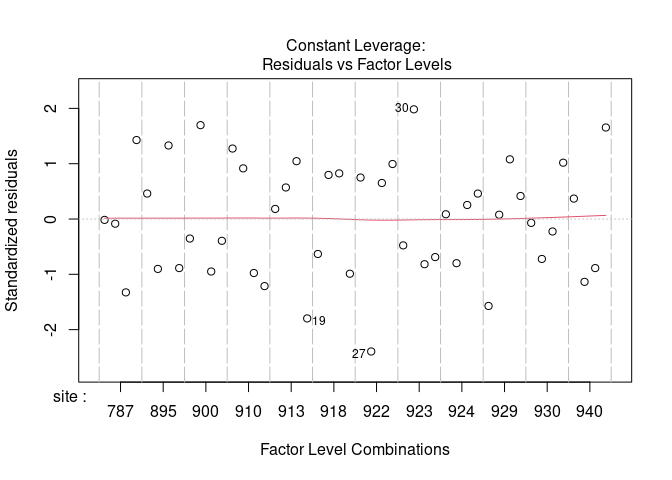 Constant Leverage:
Residuals vs Factor Levels
Standardized residuals
2
1
0
-1
-2
30
19
27
site :
787 895 900 910 913 918 922 923 924 929 930 940
Factor Level Combinations